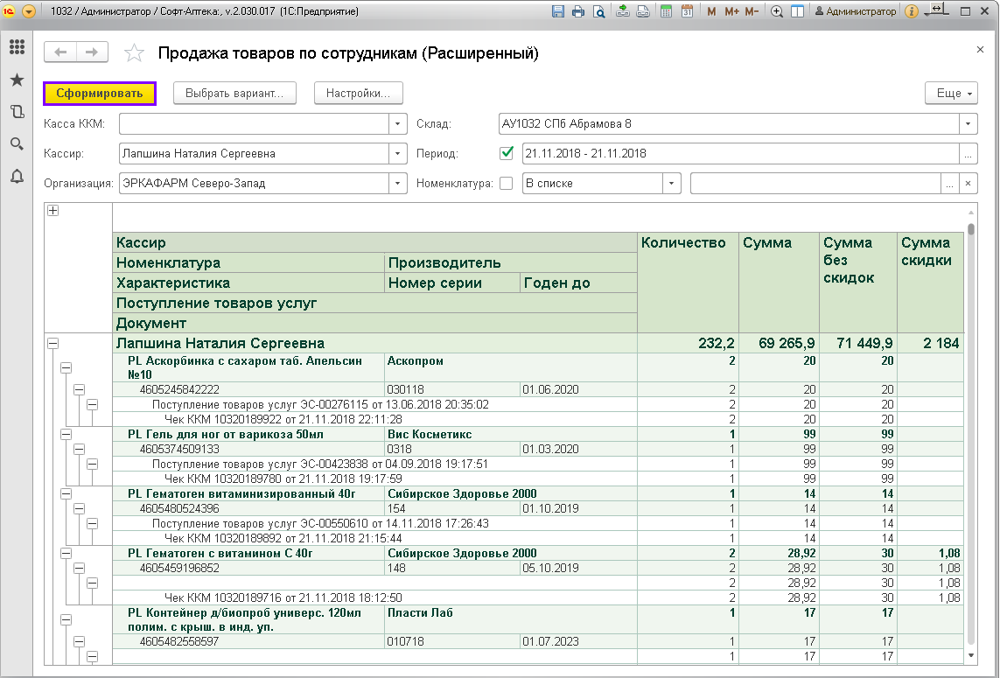 1032 / Администратор / Софт-Аптека:, v.2.030.017 (1С:Предприятие)
M M+ M- Администратор
Продажа товаров по сотрудникам (Расширенный)
Сформировать Выбрать вариант... Настройки... Еще
Касса ККМ: Склад: АУ1032 СПб Абрамова 8
Кассир: Лапшина Наталия Сергеевна Период: 21.11.2018 - 21.11.2018 ...
Организация: ЭРКАФАРМ Северо-Запад Номенклатура: В списке ... ×
Кассир Количество Сумма Сумма без скидок Сумма скидки
Номенклатура Производитель
Характеристика Номер серии Годен до
Поступление товаров услуг
Документ
Лапшина Наталия Сергеевна 232,2 69 265,9 71 449,9 2 184
PL Аскорбинка с сахаром таб. Апельсин Аскопром 2 20 20
№10
4605245842222 030118 01.06.2020 2 20 20
Поступление товаров услуг ЭС-00276115 от 13.06.2018 20:35:02 2 20 20
Чек ККМ 10320189922 от 21.11.2018 22:11:28 2 20 20
PL Гель для ног от варикоза 50мл Вис Косметикс 1 99 99
4605374509133 0318 01.03.2020 1 99 99
Поступление товаров услуг ЭС-00423838 от 04.09.2018 19:17:51 1 99 99
Чек ККМ 10320189780 от 21.11.2018 19:17:59 1 99 99
PL Гематоген витаминизированный 40г Сибирское Здоровье 2000 1 14 14
4605480524396 154 01.10.2019 1 14 14
Поступление товаров услуг ЭС-00550610 от 14.11.2018 17:26:43 1 14 14
Чек ККМ 10320189892 от 21.11.2018 21:15:44 1 14 14
PL Гематоген с витамином С 40г Сибирское Здоровье 2000 2 28,92 30 1,08
4605459196852 148 05.10.2019 2 28,92 30 1,08
2 28,92 30 1,08
Чек ККМ 10320189716 от 21.11.2018 18:12:50 2 28,92 30 1,08
PL Контейнер д/биопроб универс. 120мл Пласти Лаб 1 17 17
полим. с крыш. в инд. уп.
4605482558597 010718 01.07.2023 1 17 17
1 17 17